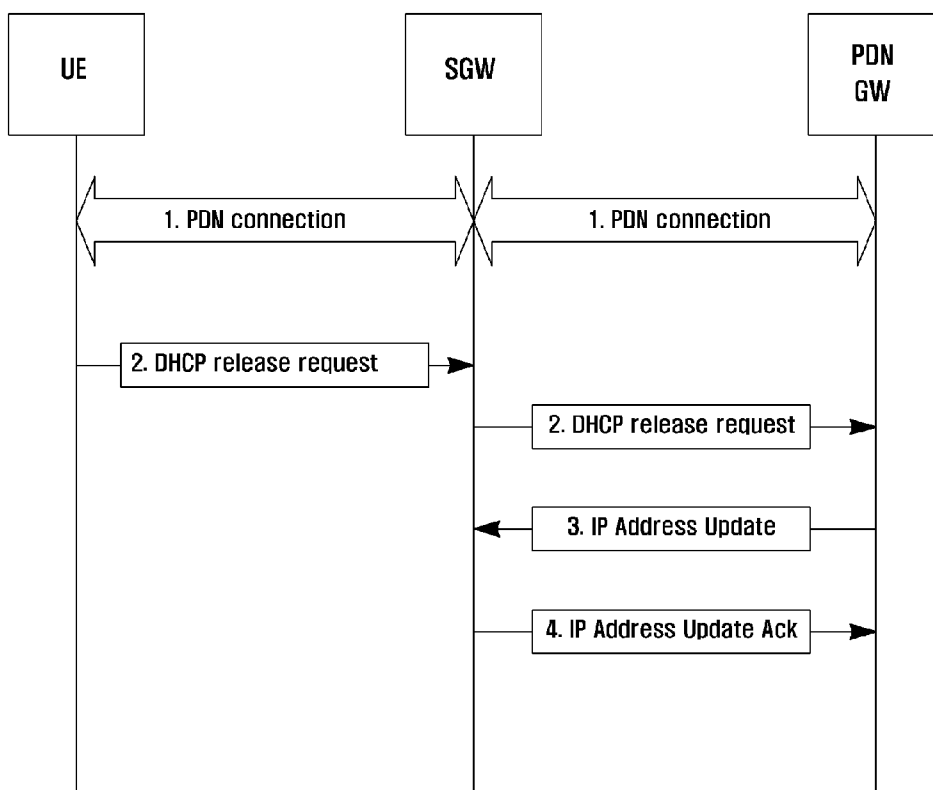 UE
SGW
PDN
GW
1. PDN connection
1. PDN connection
2. DHCP release request
2. DHCP release request
3. IP Address Update
4. IP Address Update Ack